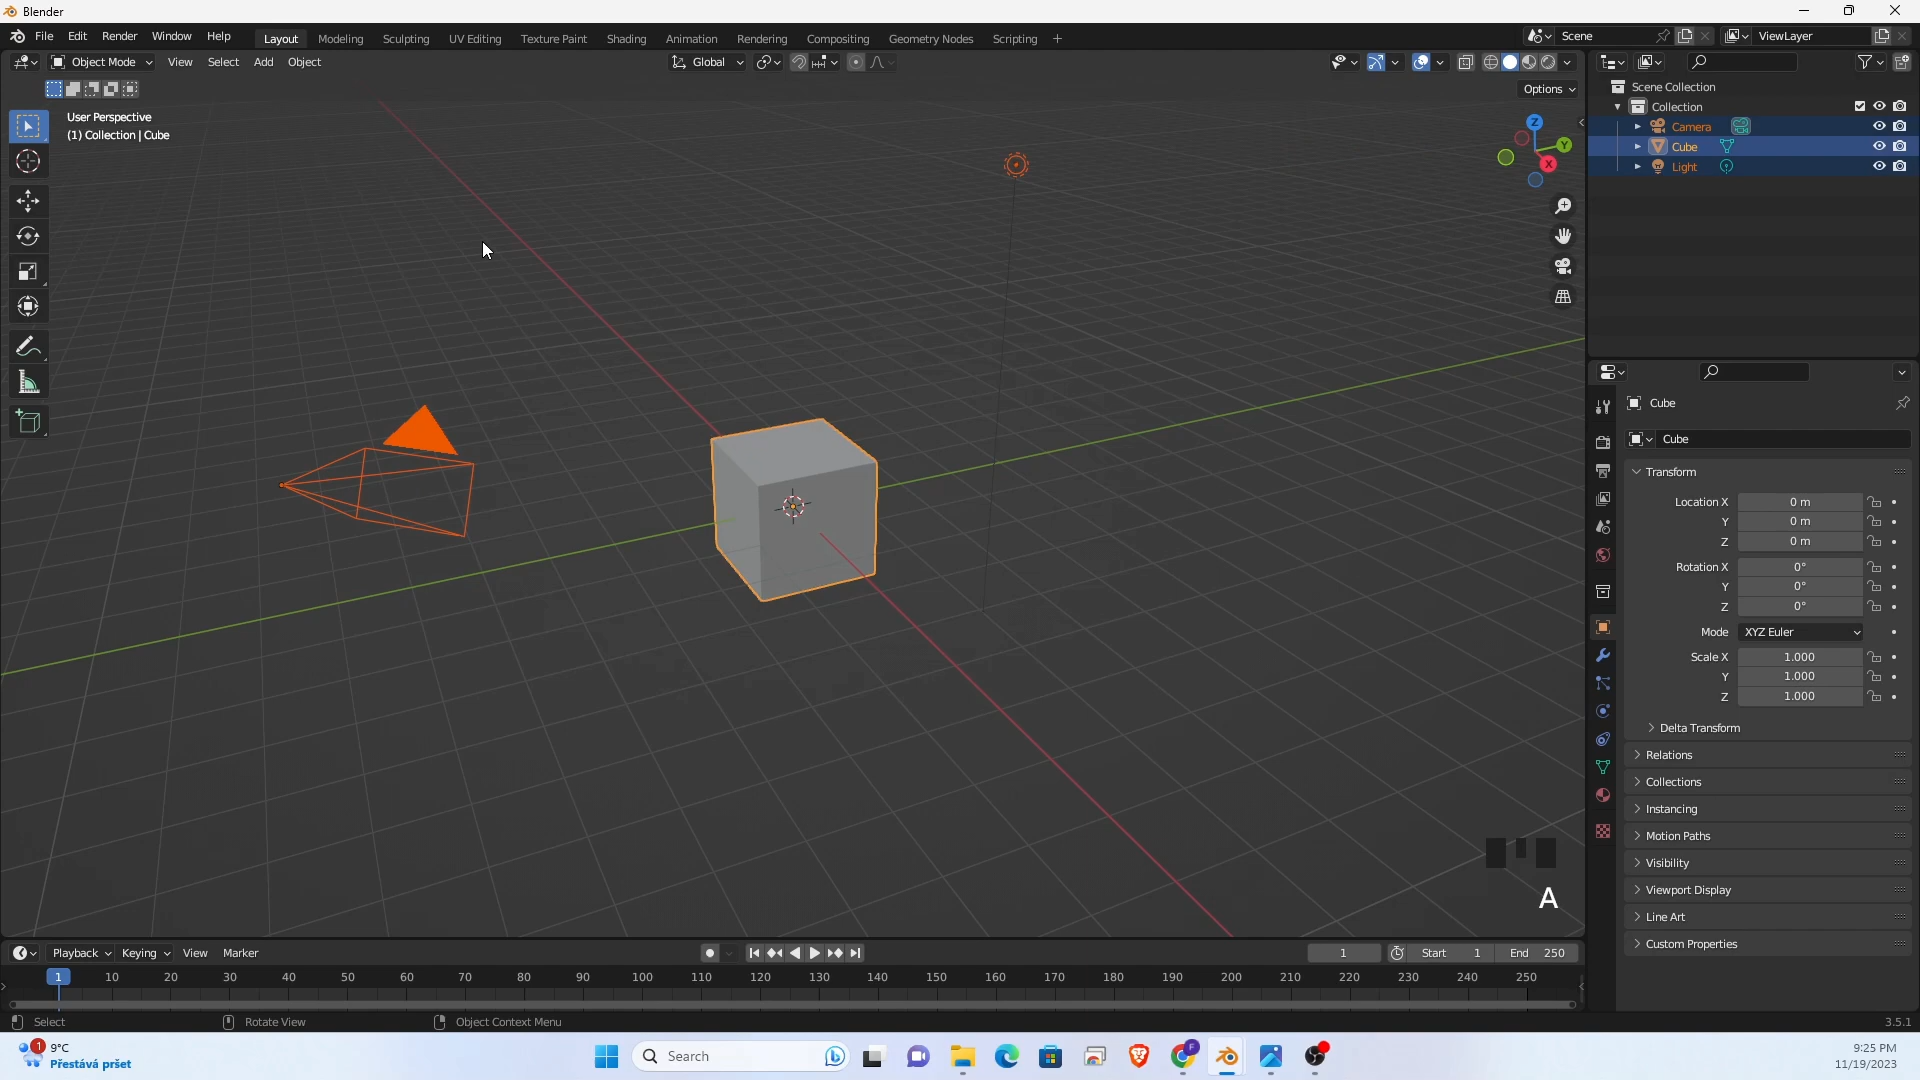 Blender
File Edit Render Window Help Layout Modeling Sculpting UV Editing Texture Paint Shading Animation Rendering Compositing Geometry Nodes Scripting + Scene ViewLayer
Object Mode View Select Add Object Global
Options
User Perspective
(1) Collection | Cube
Z
Y
X
Scene Collection
Collection
Camera
Cube
Light
Cube
Cube
Transform
Location X 0 m
Y 0 m
Z 0 m
Rotation X 0°
Y 0°
Z 0°
Mode XYZ Euler
Scale X 1.000
Y 1.000
Z 1.000
Delta Transform
Relations
Collections
Instancing
Motion Paths
Visibility
Viewport Display
Line Art
Custom Properties
A
Playback Keying View Marker 1 Start 1 End 250
1 10 20 30 40 50 60 70 80 90 100 110 120 130 140 150 160 170 180 190 200 210 220 230 240 250
Select Rotate View Object Context Menu 3.5.1
1 9°C
Přestává pršet
Search
F
9:25 PM
11/19/2023